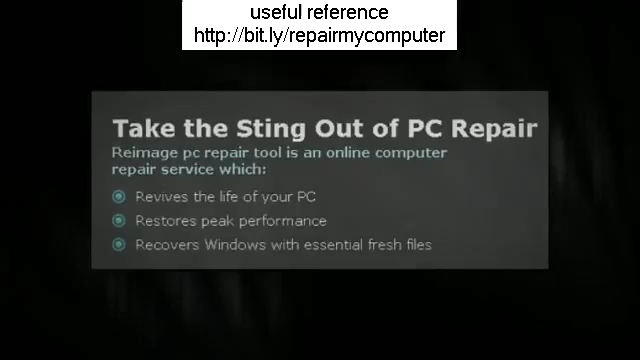 useful reference
http://bit.ly/repairmycomputer
Take the Sting Out of PC Repair
Reimage pc repair tool is an online computer
repair service which:
Revives the life of your PC
Restores peak performance
Recovers Windows with essential fresh files